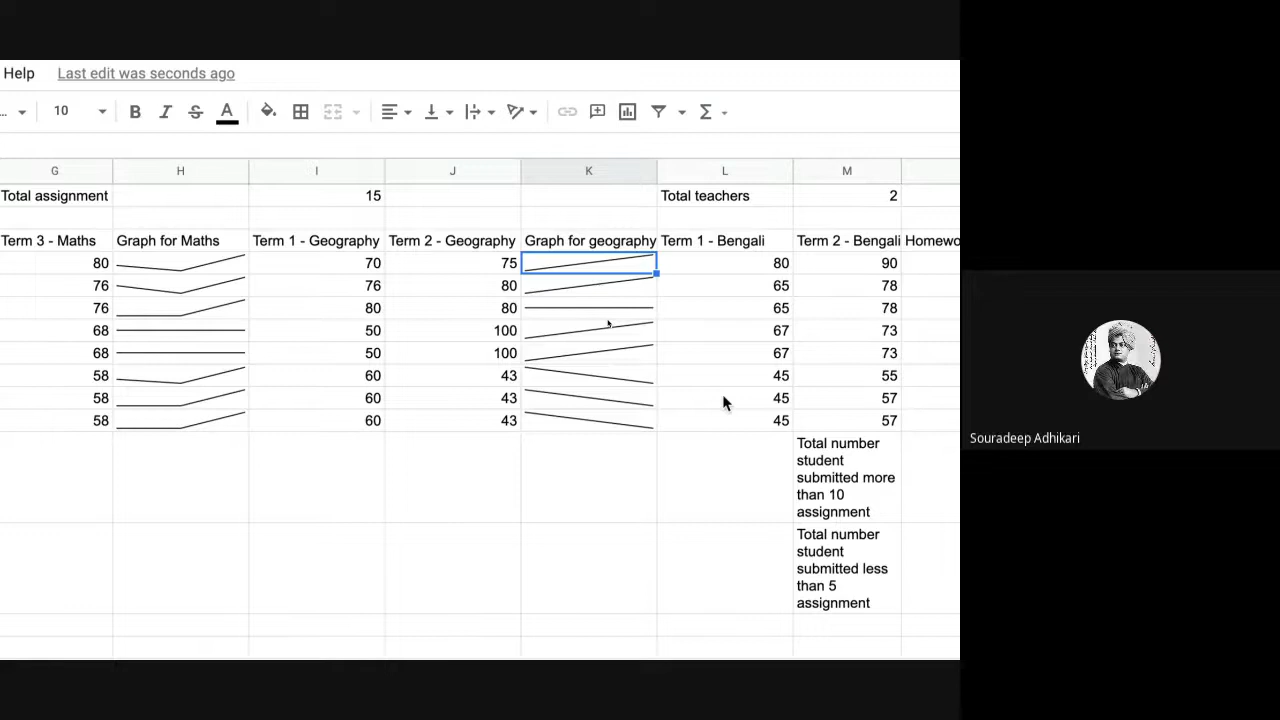 Help Last edit was seconds ago
... 10 B I S A Σ
G H I J K L M
Total assignment 15 Total teachers 2
Term 3 - Maths Graph for Maths Term 1 - Geography Term 2 - Geography Graph for geography Term 1 - Bengali Term 2 - Bengali Homewo
80 70 75 80 90
76 76 80 65 78
76 80 80 65 78
68 50 100 67 73
68 50 100 67 73
58 60 43 45 55
58 60 43 45 57
58 60 43 45 57
Total number
student
submitted more
than 10
assignment
Total number
student
submitted less
than 5
assignment
Souradeep Adhikari